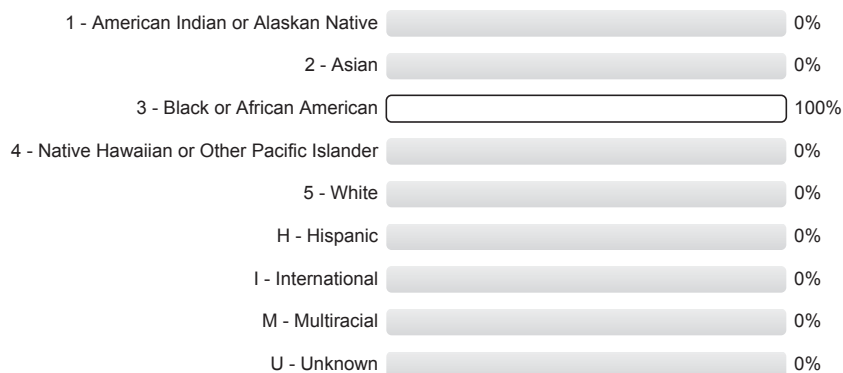 1 - American Indian or Alaskan Native 0%
2 - Asian 0%
3 - Black or African American 100%
4 - Native Hawaiian or Other Pacific Islander 0%
5 - White 0%
H - Hispanic 0%
I - International 0%
M - Multiracial 0%
U - Unknown 0%